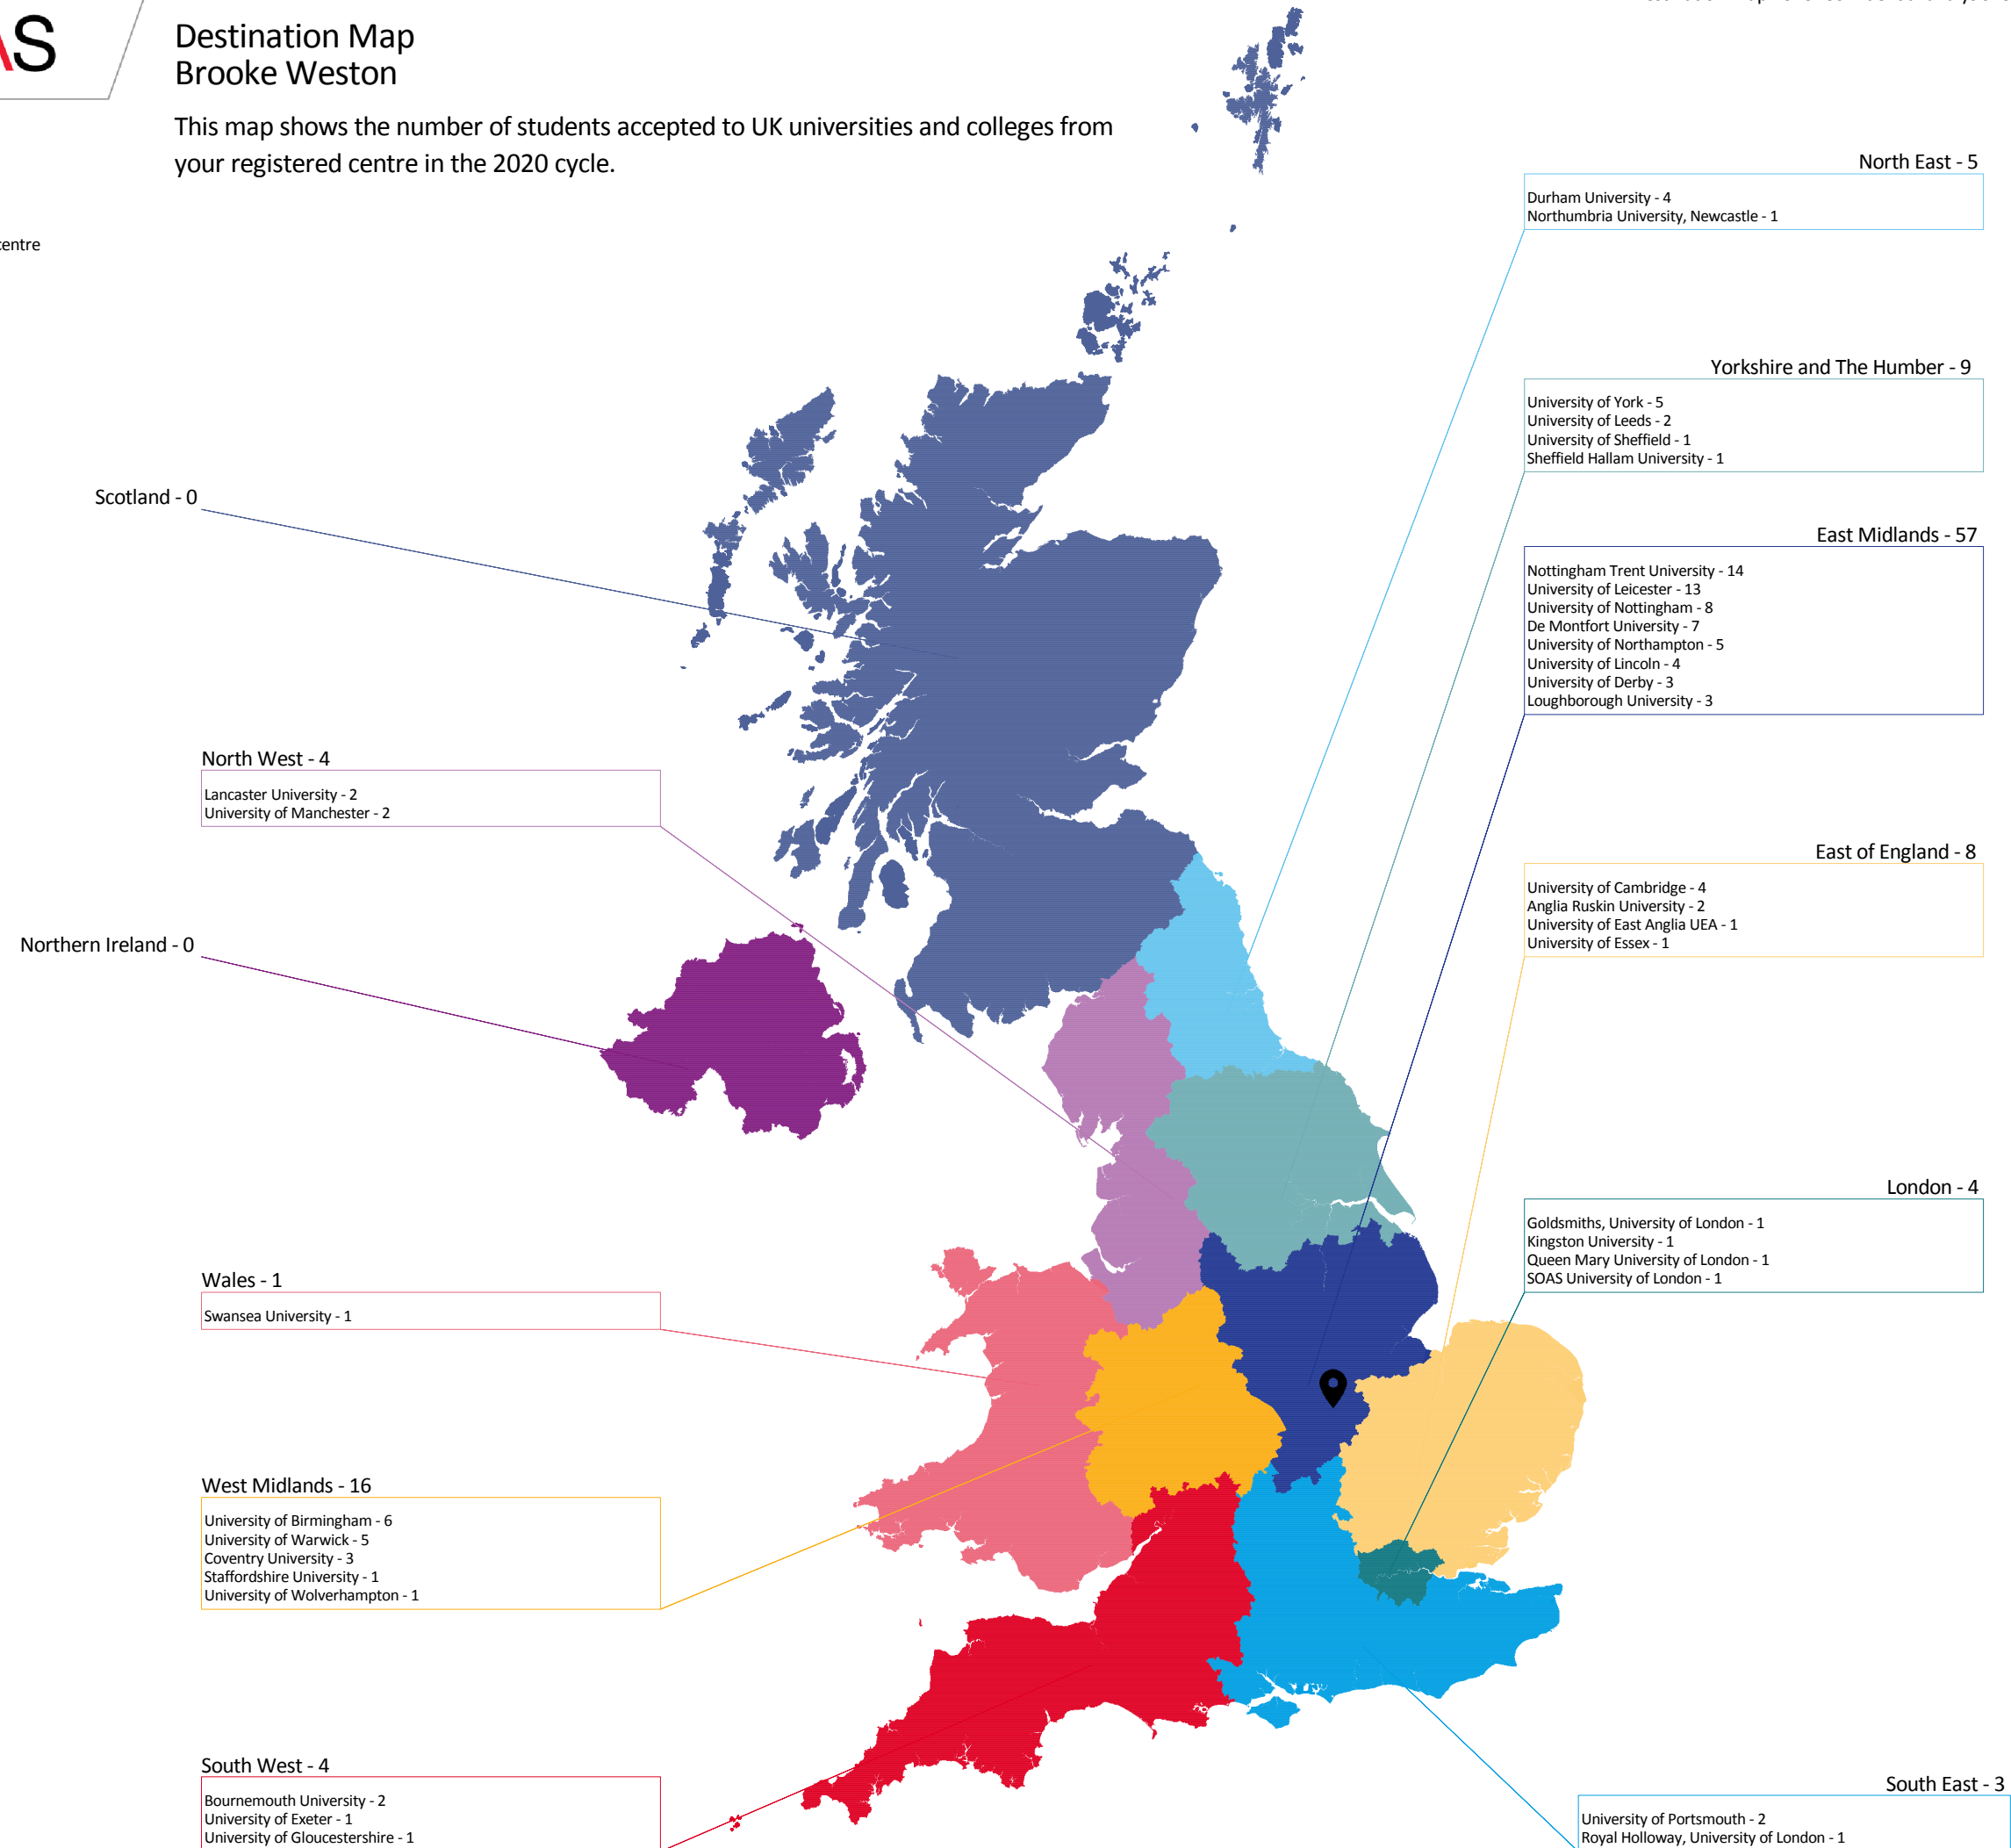 AS
Destination Map
Brooke Weston
This map shows the number of students accepted to UK universities and colleges from
your registered centre in the 2020 cycle.
centre
Scotland - 0
North West - 4
Lancaster University - 2
University of Manchester - 2
Northern Ireland - 0
Wales - 1
Swansea University - 1
West Midlands - 16
University of Birmingham - 6
University of Warwick - 5
Coventry University - 3
Staffordshire University - 1
University of Wolverhampton - 1
South West - 4
Bournemouth University - 2
University of Exeter - 1
University of Gloucestershire - 1
North East - 5
Durham University - 4
Northumbria University, Newcastle - 1
Yorkshire and The Humber - 9
University of York - 5
University of Leeds - 2
University of Sheffield - 1
Sheffield Hallam University - 1
East Midlands - 57
Nottingham Trent University - 14
University of Leicester - 13
University of Nottingham - 8
De Montfort University - 7
University of Northampton - 5
University of Lincoln - 4
University of Derby - 3
Loughborough University - 3
East of England - 8
University of Cambridge - 4
Anglia Ruskin University - 2
University of East Anglia UEA - 1
University of Essex - 1
London - 4
Goldsmiths, University of London - 1
Kingston University - 1
Queen Mary University of London - 1
SOAS University of London - 1
South East - 3
University of Portsmouth - 2
Royal Holloway, University of London - 1